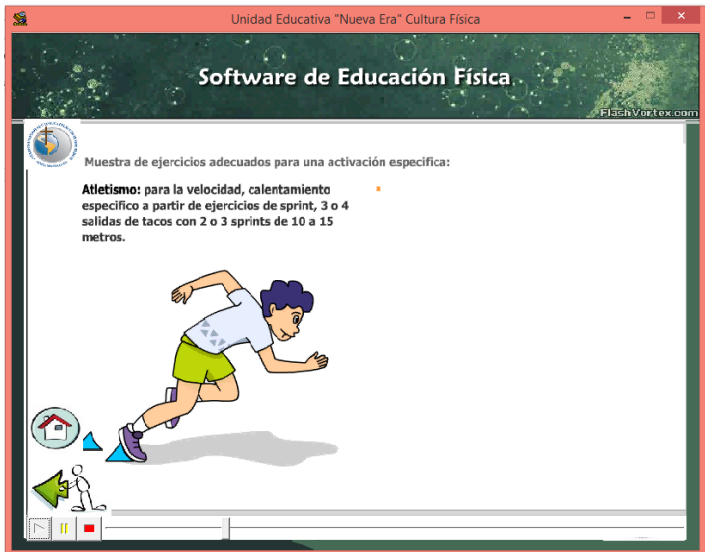 Unidad Educativa "Nueva Era" Cultura Física
Software de Educación Física
FlashVortex.com
Muestra de ejercicios adecuados para una activación especifica:
Atletismo: para la velocidad, calentamiento
especifico a partir de ejercicios de sprint, 3 o 4
salidas de tacos con 2 o 3 sprints de 10 a 15
metros.